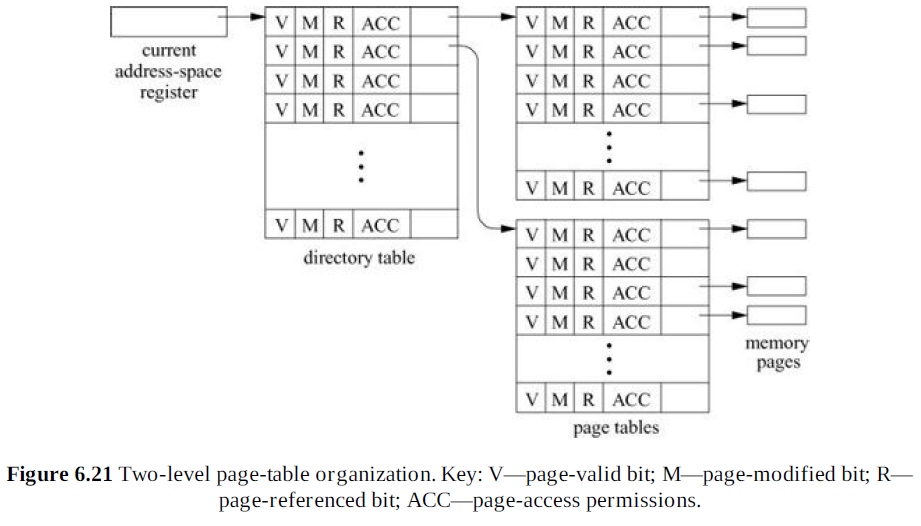 V M R ACC
V M R ACC
V M R ACC
V M R ACC
V M R ACC
directory table
current
address-space
register
V M R ACC
V M R ACC
V M R ACC
V M R ACC
V M R ACC
V M R ACC
V M R ACC
V M R ACC
V M R ACC
V M R ACC
page tables
memory
pages
Figure 6.21 Two-level page-table organization. Key: V—page-valid bit; M—page-modified bit; R—
page-referenced bit; ACC—page-access permissions.